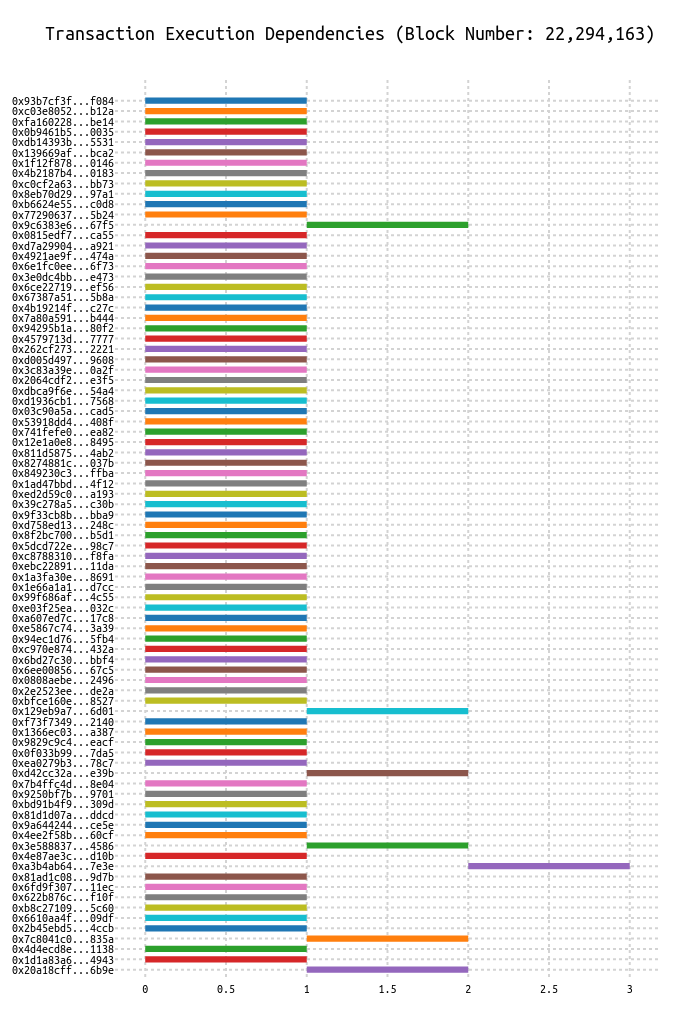 Transaction Execution Dependencies (Block Number: 22,294,163)
0x93b7cf3f...f084
0xc03e8052...b12a
0xfa160228...be14
0x0b9461b5...0035
0xdb14393b...5531
0x139669af...bca2
0x1f12f878...0146
0x4b2187b4...0183
0xc0cf2a63...bb73
0x8eb70d29...97a1
0xb6624e55...c0d8
0x77290637...5b24
0x9c6383e6...67f5
0x0815edf7...ca55
0xd7a29904...a921
0x4921ae9f...474a
0x6e1fc0ee...6f73
0x3e0dc4bb...e473
0x6ce22719...ef56
0x67387a51...5b8a
0x4b19214f...c27c
0x7a80a591...b444
0x94295b1a...80f2
0x4579713d...7777
0x262cf273...2221
0xd005d497...9608
0x3c83a39e...0a2f
0x2064cdf2...e3f5
0xdbca9f6e...54a4
0xd1936cb1...7568
0x03c90a5a...cad5
0x53918dd4...408f
0x741fefe0...ea82
0x12e1a0e8...8495
0x811d5875...4ab2
0x8274881c...037b
0x849230c3...ffba
0x1ad47bbd...4f12
0xed2d59c0...a193
0x39c278a5...c30b
0x9f33cb8b...bba9
0xd758ed13...248c
0x8f2bc700...b5d1
0x5dcd722e...98c7
0xc8788310...f8fa
0xebc22891...11da
0x1a3fa30e...8691
0x1e66a1a1...d7cc
0x99f686af...4c55
0xe03f25ea...032c
0xa607ed7c...17c8
0xe5867c74...3a39
0x94ec1d76...5fb4
0xc970e874...432a
0x6bd27c30...bbf4
0x6ee00856...67c5
0x0808aebe...2496
0x2e2523ee...de2a
0xbfce160e...8527
0x129eb9a7...6d01
0xf73f7349...2140
0x1366ec03...a387
0x9829c9c4...eacf
0x0f033b99...7da5
0xea0279b3...78c7
0xd42cc32a...e39b
0x7b4ffc4d...8e04
0x9250bf7b...9701
0xbd91b4f9...309d
0x81d1d07a...ddcd
0x9a644244...ce5e
0x4ee2f58b...60cf
0x3e588837...4586
0x4e87ae3c...d10b
0xa3b4ab64...7e3e
0x81ad1c08...9d7b
0x6fd9f307...11ec
0x622b876c...f10f
0xb8c27109...5c60
0x6610aa4f...09df
0x2b45ebd5...4ccb
0x7c8041c0...835a
0x4d4ecd8e...1138
0x1d1a83a6...4943
0x20a18cff...6b9e
0 0.5 1 1.5 2 2.5 3